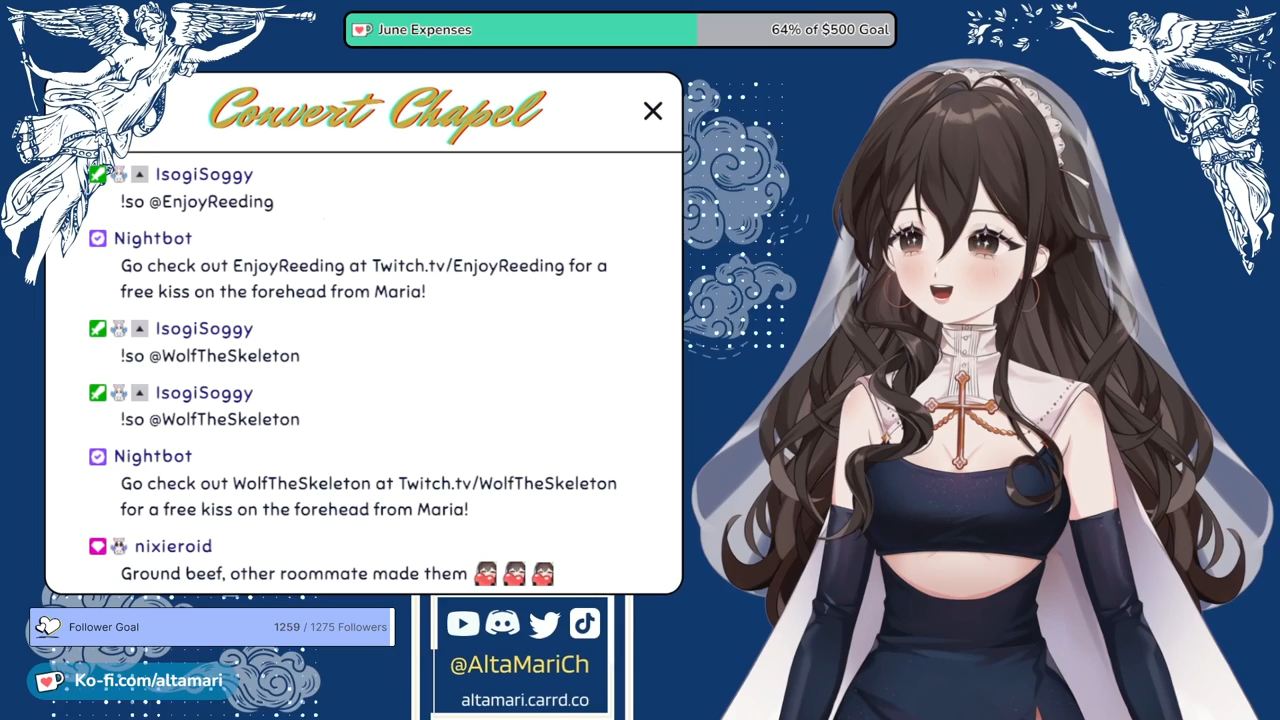 June Expenses
64% of $500 Goal
Convert Chapel
IsogiSoggy
!so @EnjoyReeding
Nightbot
Go check out EnjoyReeding at Twitch.tv/EnjoyReeding for a
free kiss on the forehead from Maria!
IsogiSoggy
!so @WolfTheSkeleton
IsogiSoggy
!so @WolfTheSkeleton
Nightbot
Go check out WolfTheSkeleton at Twitch.tv/WolfTheSkeleton
for a free kiss on the forehead from Maria!
nixieroid
Ground beef, other roommate made them
Follower Goal
1259 / 1275 Followers
Ko-fi.com/altamari
@AltaMariCh
altamari.carrd.co